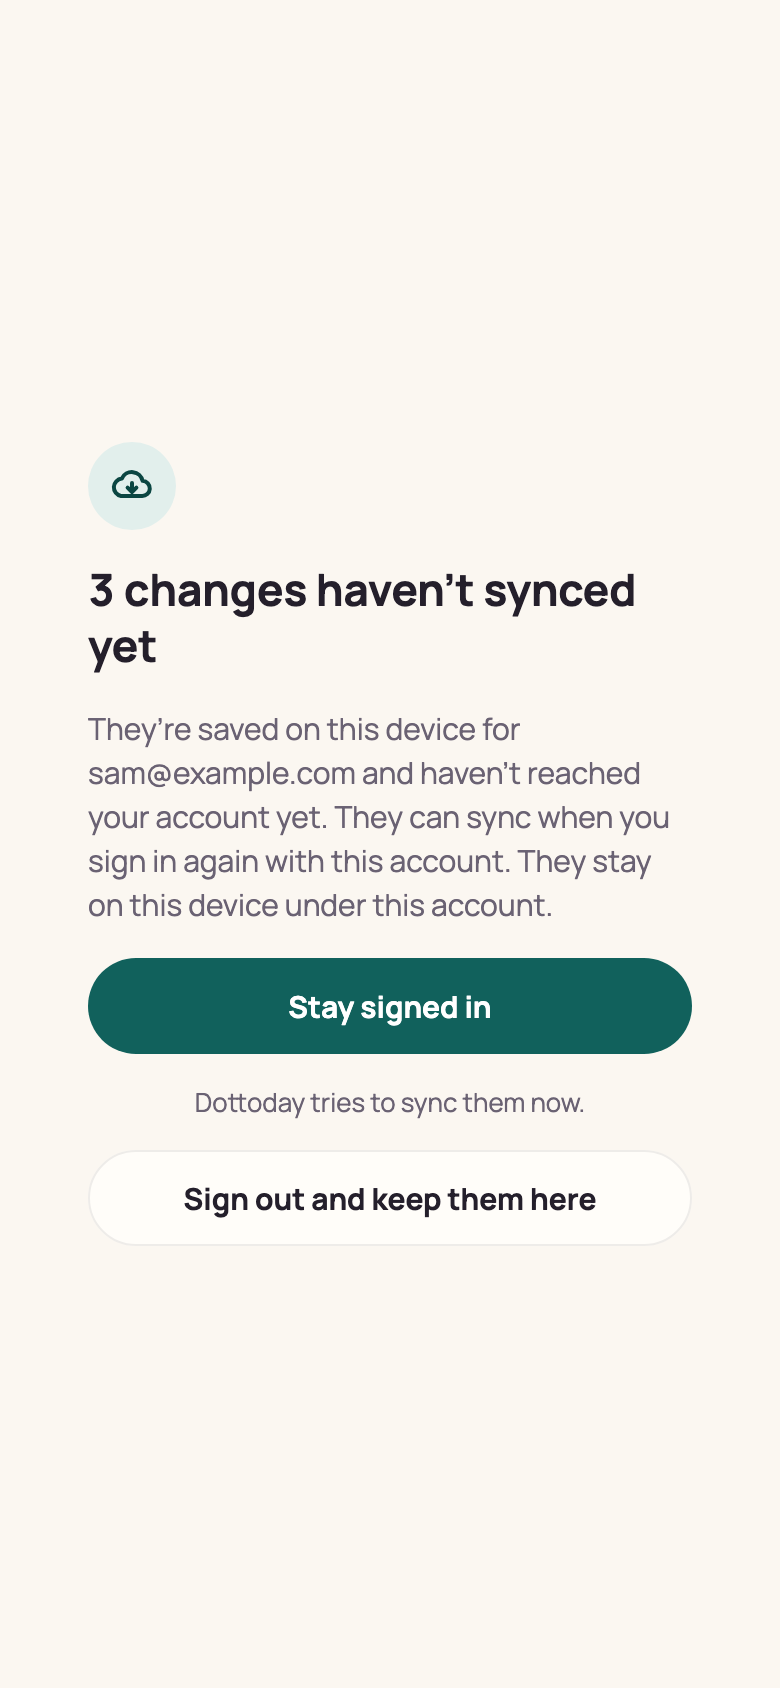 3 changes haven’t synced
yet
They’re saved on this device for
sam@example.com and haven’t reached
your account yet. They can sync when you
sign in again with this account. They stay
on this device under this account.
Stay signed in
Dottoday tries to sync them now.
Sign out and keep them here